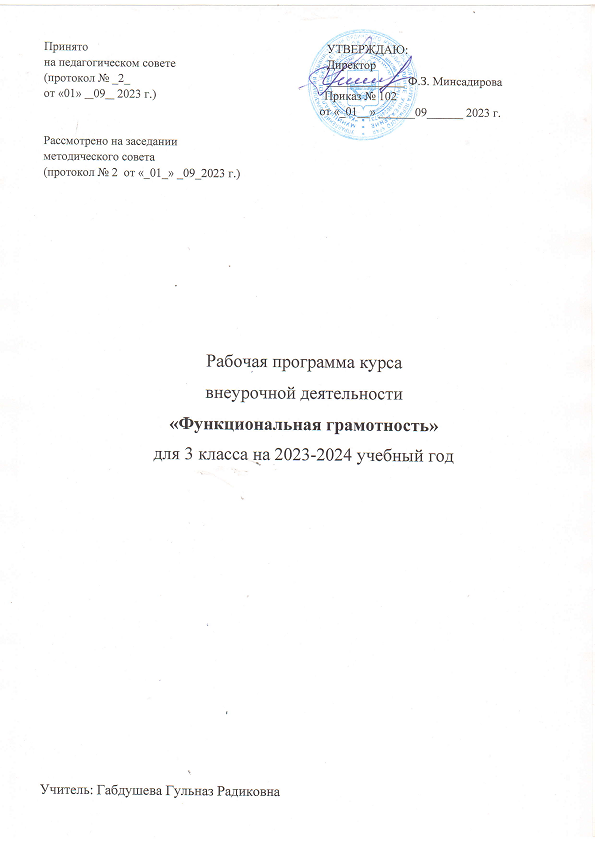 Принято
на педагогическом совете
(протокол № _2_
от «01» __09__ 2023 г.)
Рассмотрено на заседании
методического совета
(протокол № 2 от «_01_» _09_2023 г.)
УТВЕРЖДАЮ:
Директор
Ф.З. Минсадирова
Приказ № 102
от «_01__» ______09______ 2023 г.
Рабочая программа курса
внеурочной деятельности
«Функциональная грамотность»
для 3 класса на 2023-2024 учебный год
Учитель: Габдушева Гульназ Радиковна